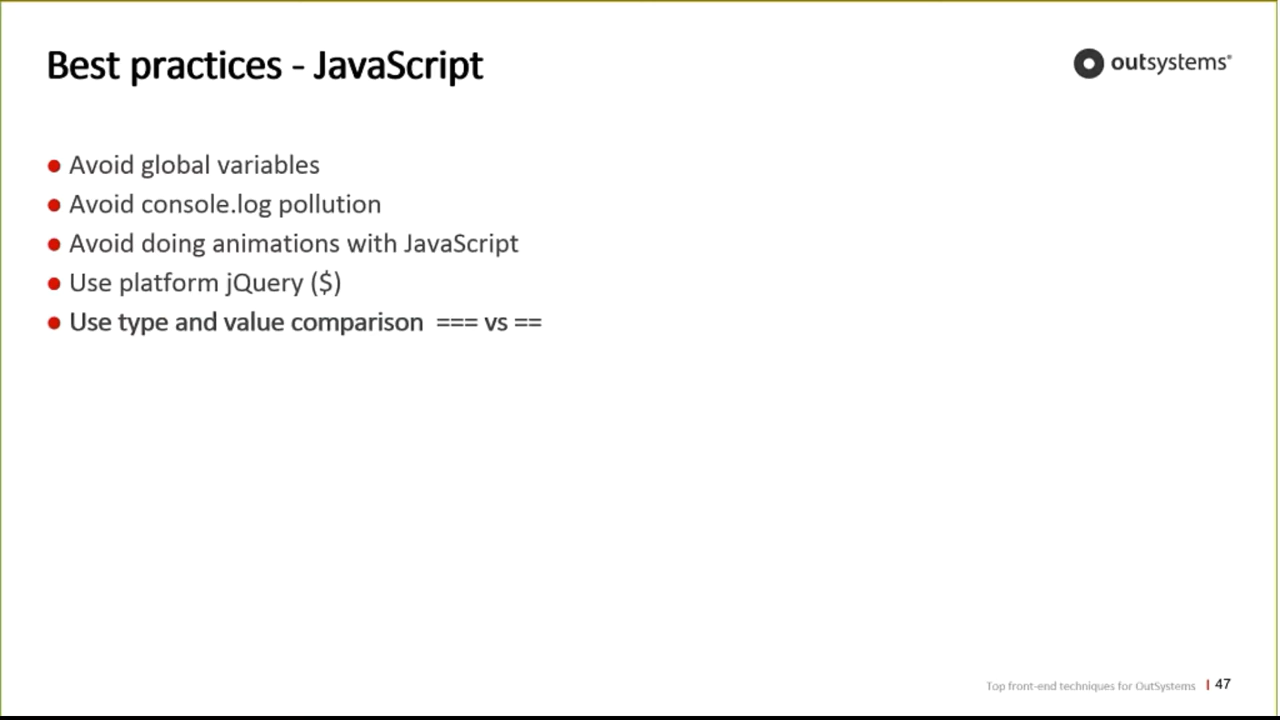 Best practices - JavaScript
outsystems®
● Avoid global variables
● Avoid console.log pollution
● Avoid doing animations with JavaScript
● Use platform jQuery ($)
● Use type and value comparison === vs ==
Top front-end techniques for OutSystems | 47